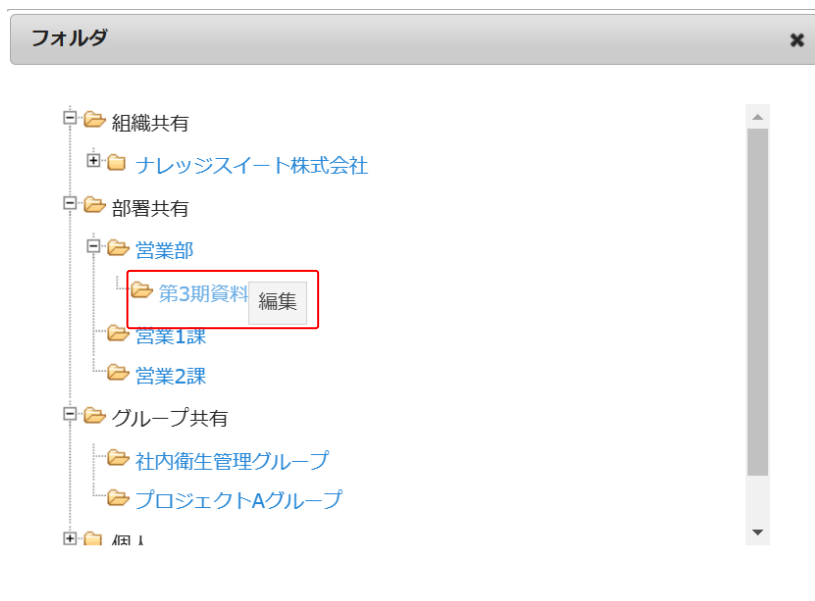 フォルダ
組織共有
ナレッジスイート株式会社
部署共有
営業部
第3期資料
編集
営業1課
営業2課
グループ共有
社内衛生管理グループ
プロジェクトAグループ
個人